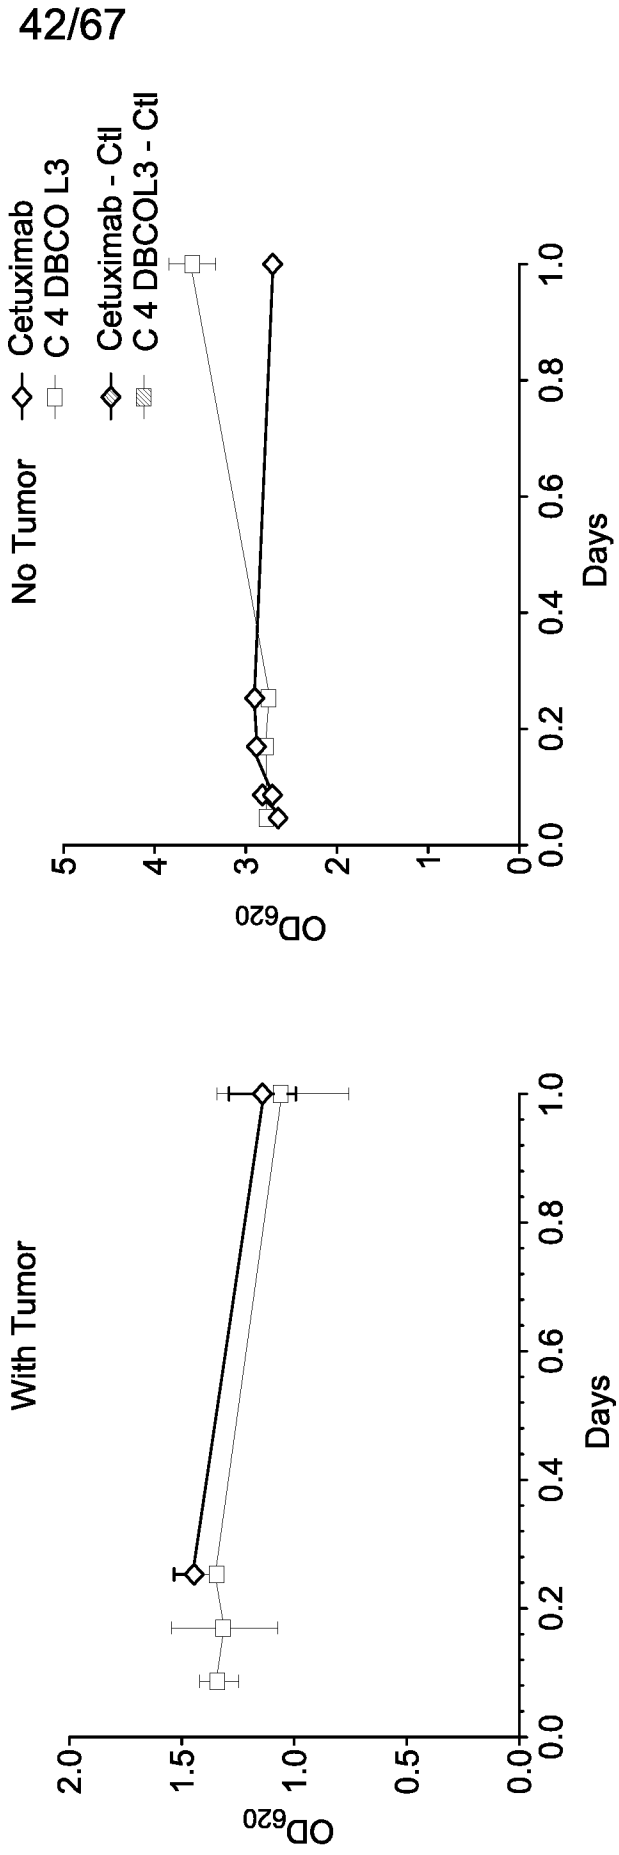 42/67
With Tumor
OD620
2.0
1.5
1.0
0.5
0.0
0.0 0.2 0.4 0.6 0.8 1.0
Days
No Tumor
Cetuximab
C 4 DBCO L3
Cetuximab - Ctl
C 4 DBCOL3 - Ctl
OD620
5
4
3
2
1
0
0.0 0.2 0.4 0.6 0.8 1.0
Days